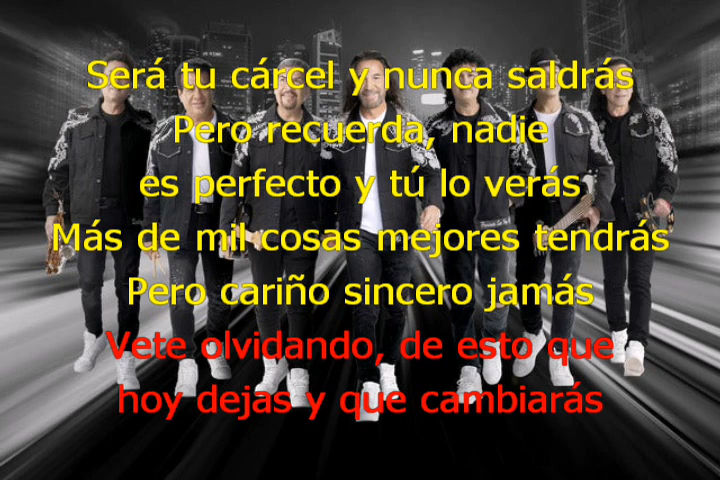 Será tu cárcel y nunca saldrás
Pero recuerda, nadie
es perfecto y tú lo verás
Más de mil cosas mejores tendrás
Pero cariño sincero jamás
Vete olvidando, de esto que
hoy dejas y que cambiarás